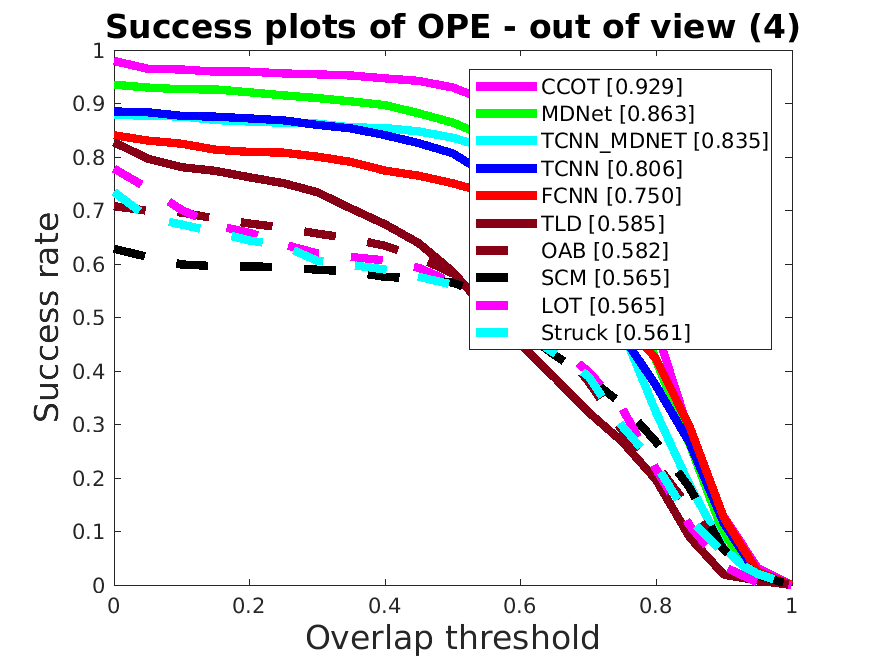 Success plots of OPE - out of view (4)
Success rate
1
0.9
0.8
0.7
0.6
0.5
0.4
0.3
0.2
0.1
0
CCOT [0.929]
MDNet [0.863]
TCNN_MDNET [0.835]
TCNN [0.806]
FCNN [0.750]
TLD [0.585]
OAB [0.582]
SCM [0.565]
LOT [0.565]
Struck [0.561]
0 0.2 0.4 0.6 0.8 1
Overlap threshold